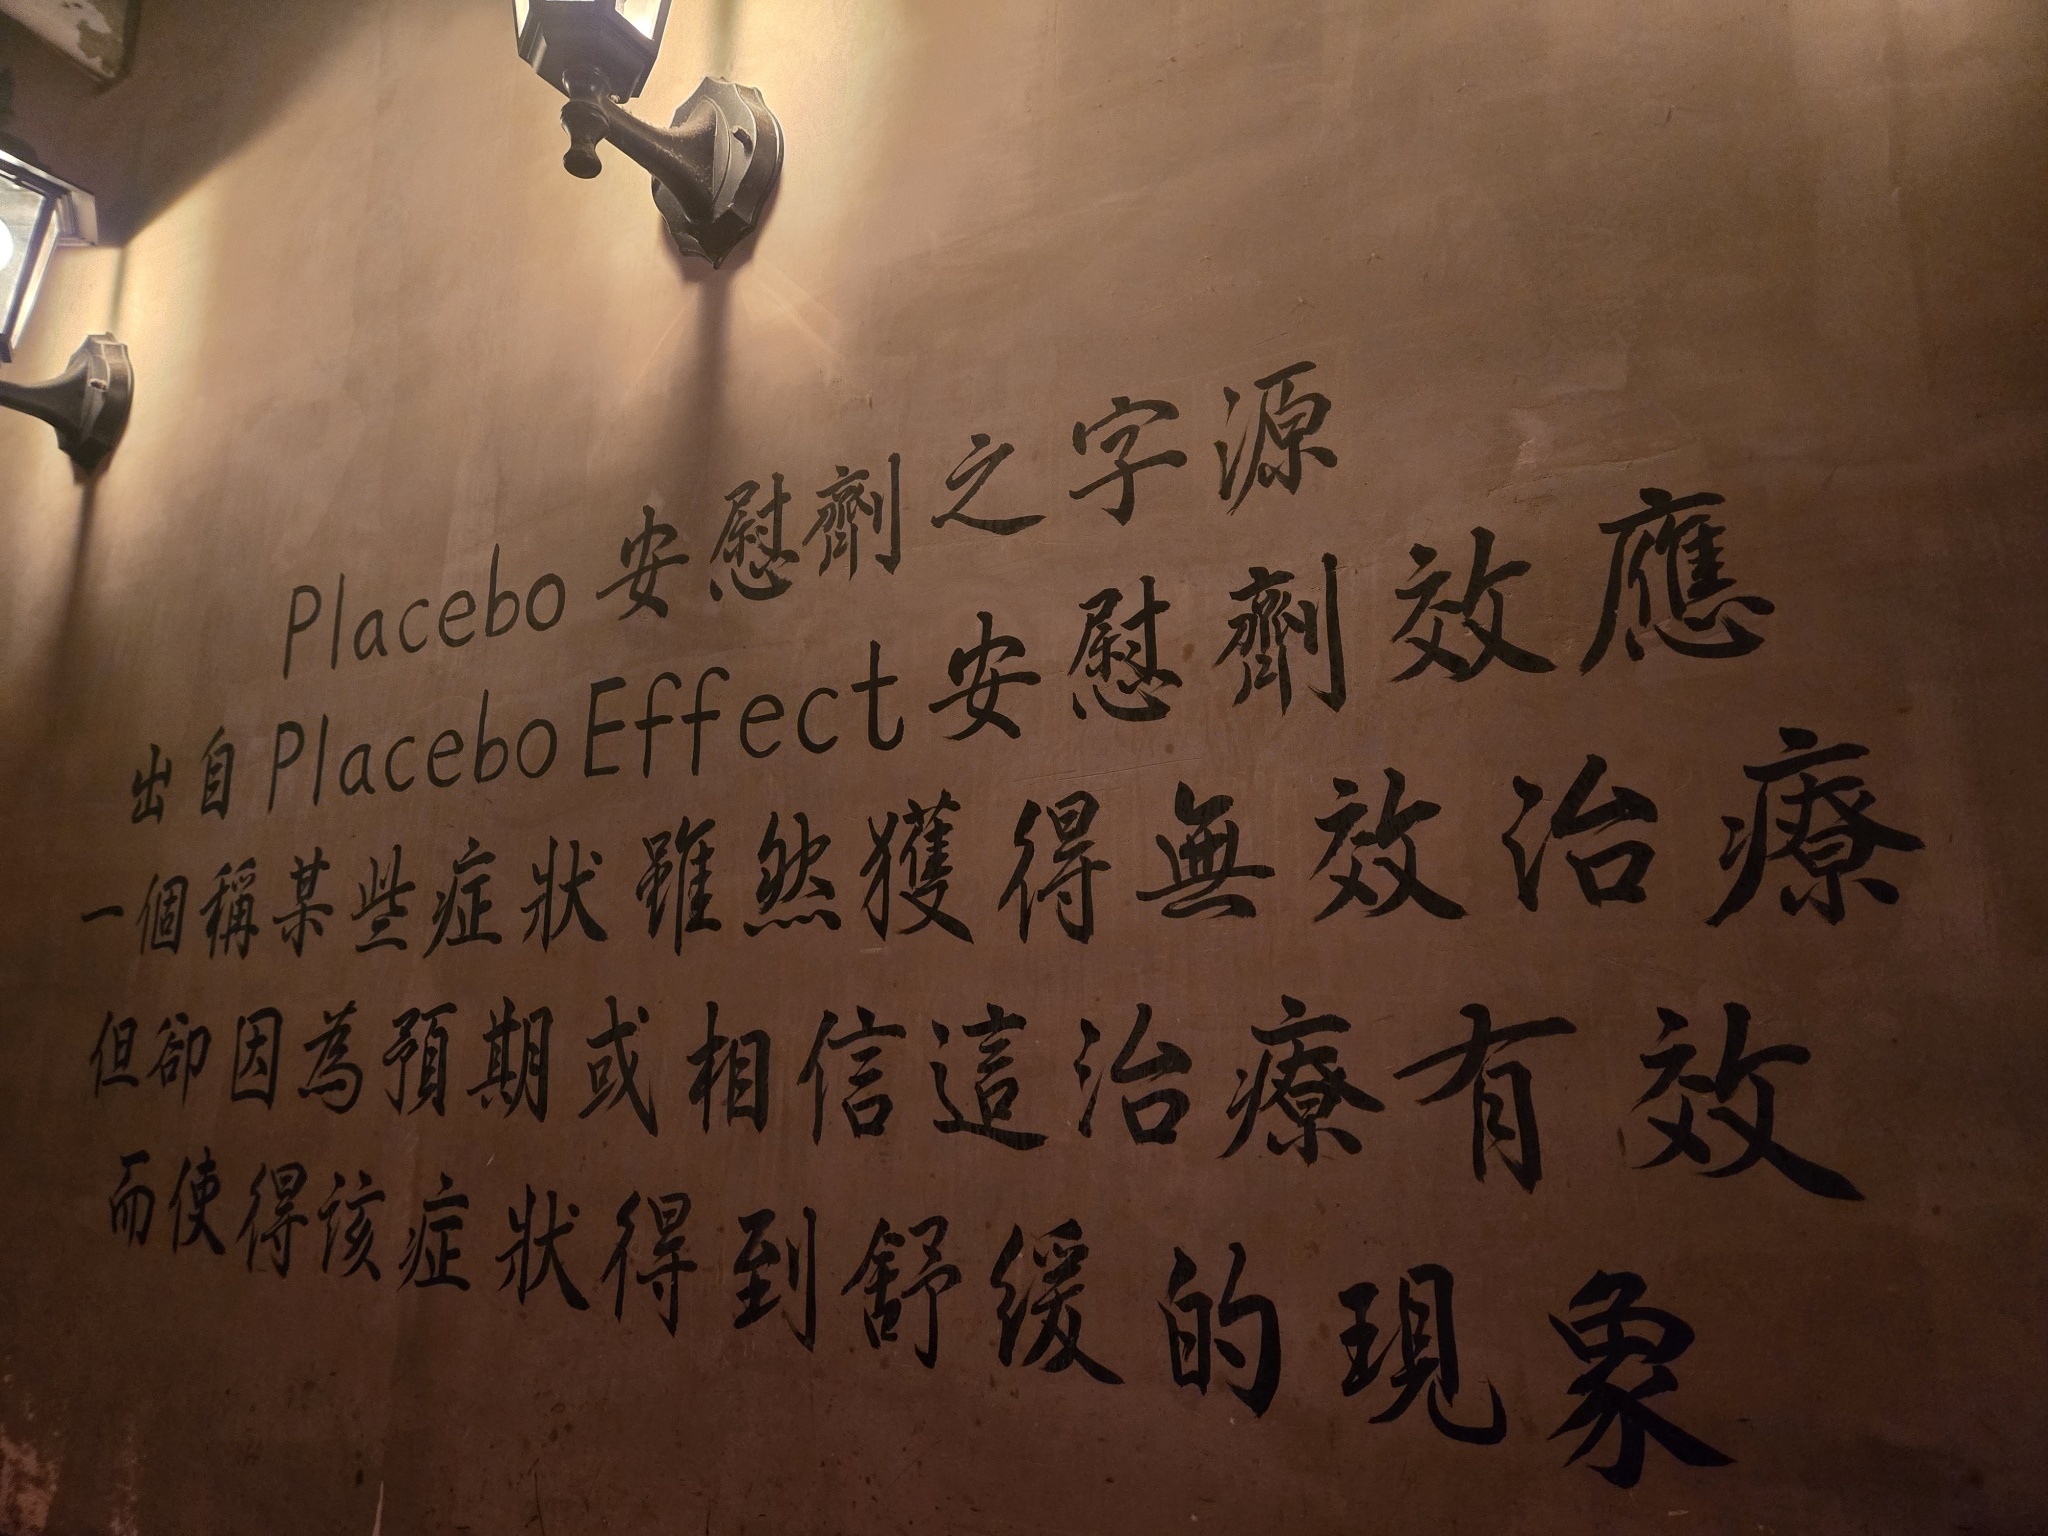 Placebo 安慰劑之字源
出自 Placebo Effect 安慰劑效應
一個稱某些症狀雖然獲得無效治療
但卻因為預期或相信這治療有效
而使得該症狀得到舒緩的現象